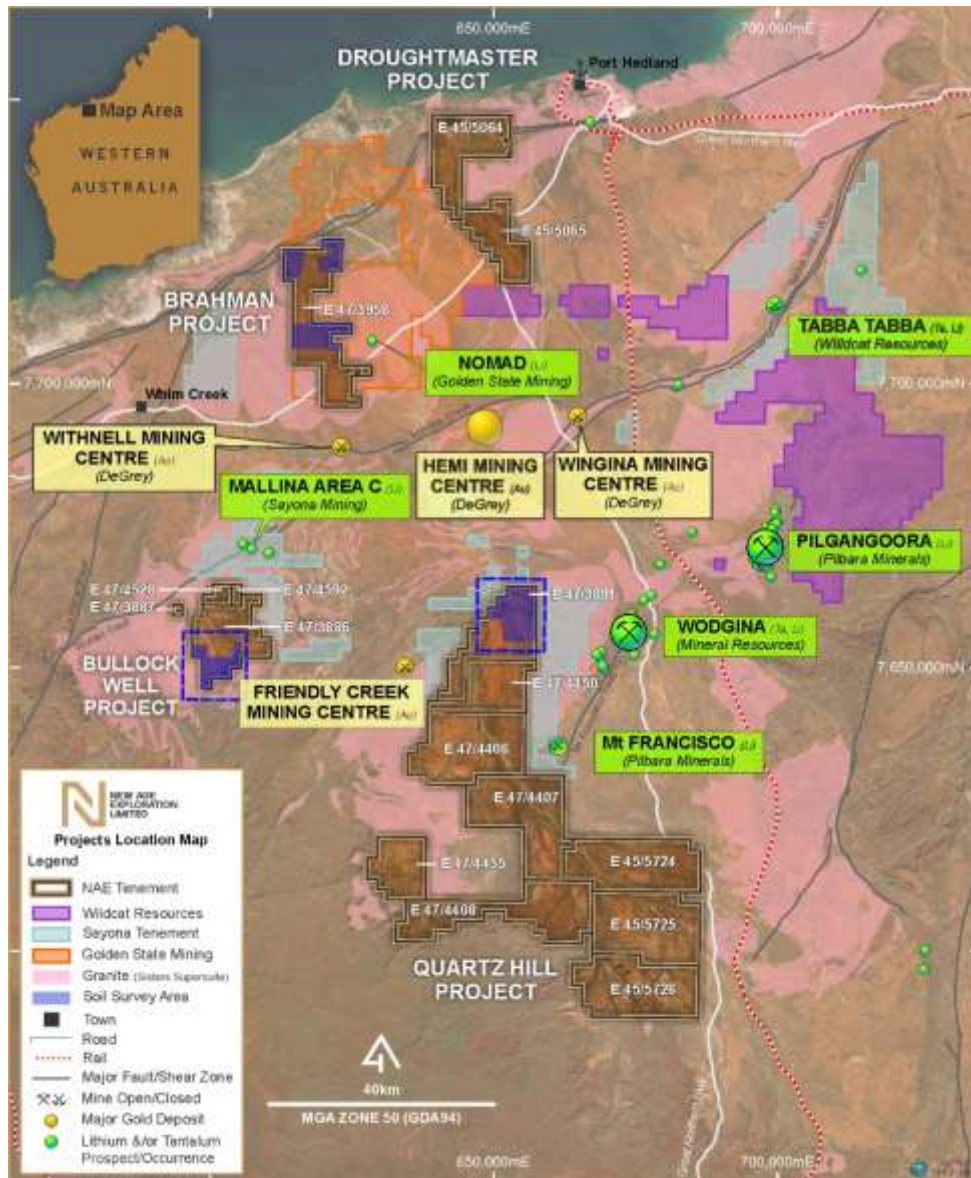 650,000mE
700,000mE
DROUGHTMASTER
PROJECT
Port Hedland
Map Area
WESTERN
AUSTRALIA
E 45/5064
E 45/5065
BRAHMAN
PROJECT
E 47/3958
TABBA TABBA (Ta, Li)
(Wildcat Resources)
NOMAD (Li)
(Golden State Mining)
7,700,000mN
7,700,000mN
Whim Creek
WITHNELL MINING
CENTRE (Au)
(DeGrey)
HEMI MINING
CENTRE (Au)
(DeGrey)
WINGINA MINING
CENTRE (Au)
(DeGrey)
MALLINA AREA C (Li)
(Sayona Mining)
PILGANGOORA (Li)
(Pilbara Minerals)
E 47/4528
E 47/4592
E 47/3887
E 47/3886
E 47/3891
WODGINA (Ta, Li)
(Mineral Resources)
BULLOCK
WELL
PROJECT
FRIENDLY CREEK
MINING CENTRE (Au)
7,650,000mN
E 47/4150
E 47/4406
Mt FRANCISCO (Li)
(Pilbara Minerals)
E 47/4407
E 47/4435
E 45/5724
E 47/4408
E 45/5725
QUARTZ HILL
PROJECT
E 45/5726
NEW AGE
EXPLORATION
LIMITED
Projects Location Map
Legend
NAE Tenement
Wildcat Resources
Sayona Tenement
Golden State Mining
Granite (Sisters Supersuite)
Soil Survey Area
Town
Road
Rail
Major Fault/Shear Zone
Mine Open/Closed
Major Gold Deposit
Lithium &/or Tantalum
Prospect/Occurrence
40km
MGA ZONE 50 (GDA94)
Great Northern Hwy
650,000mE
700,000mE